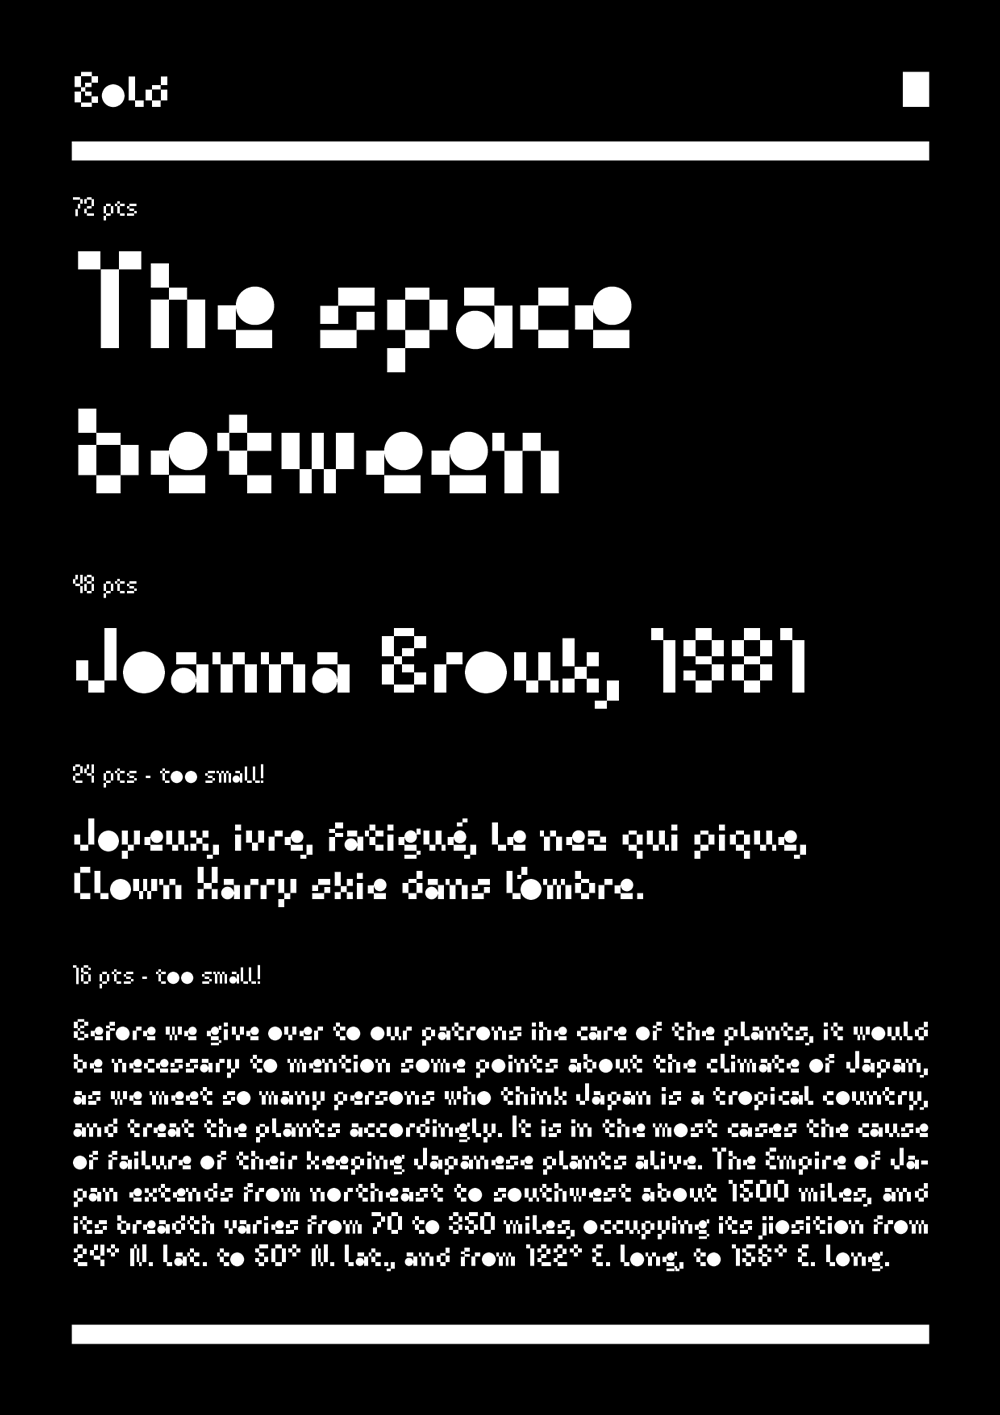 Bold
72 pts
The space
between
48 pts
Joanna Brouk, 1981
24 pts - too small!
Joyeux, ivre, fatigué, le nez qui pique,
Clown Harry skie dans l'ombre.
16 pts - too small!
Before we give over to our patrons ihe care of the plants, it would
be necessary to mention some points about the climate of Japan,
as we meet so many persons who think Japan is a tropical country,
and treat the plants accordingly. It is in the most cases the cause
of failure of their keeping Japanese plants alive. The Empire of Ja-
pan extends from northeast to southwest about 1500 miles, and
its breadth varies from 70 to 350 miles, occupying its jiosition from
24° N. lat. to 50° N. lat., and from 122° E. long, to 156° E. long.